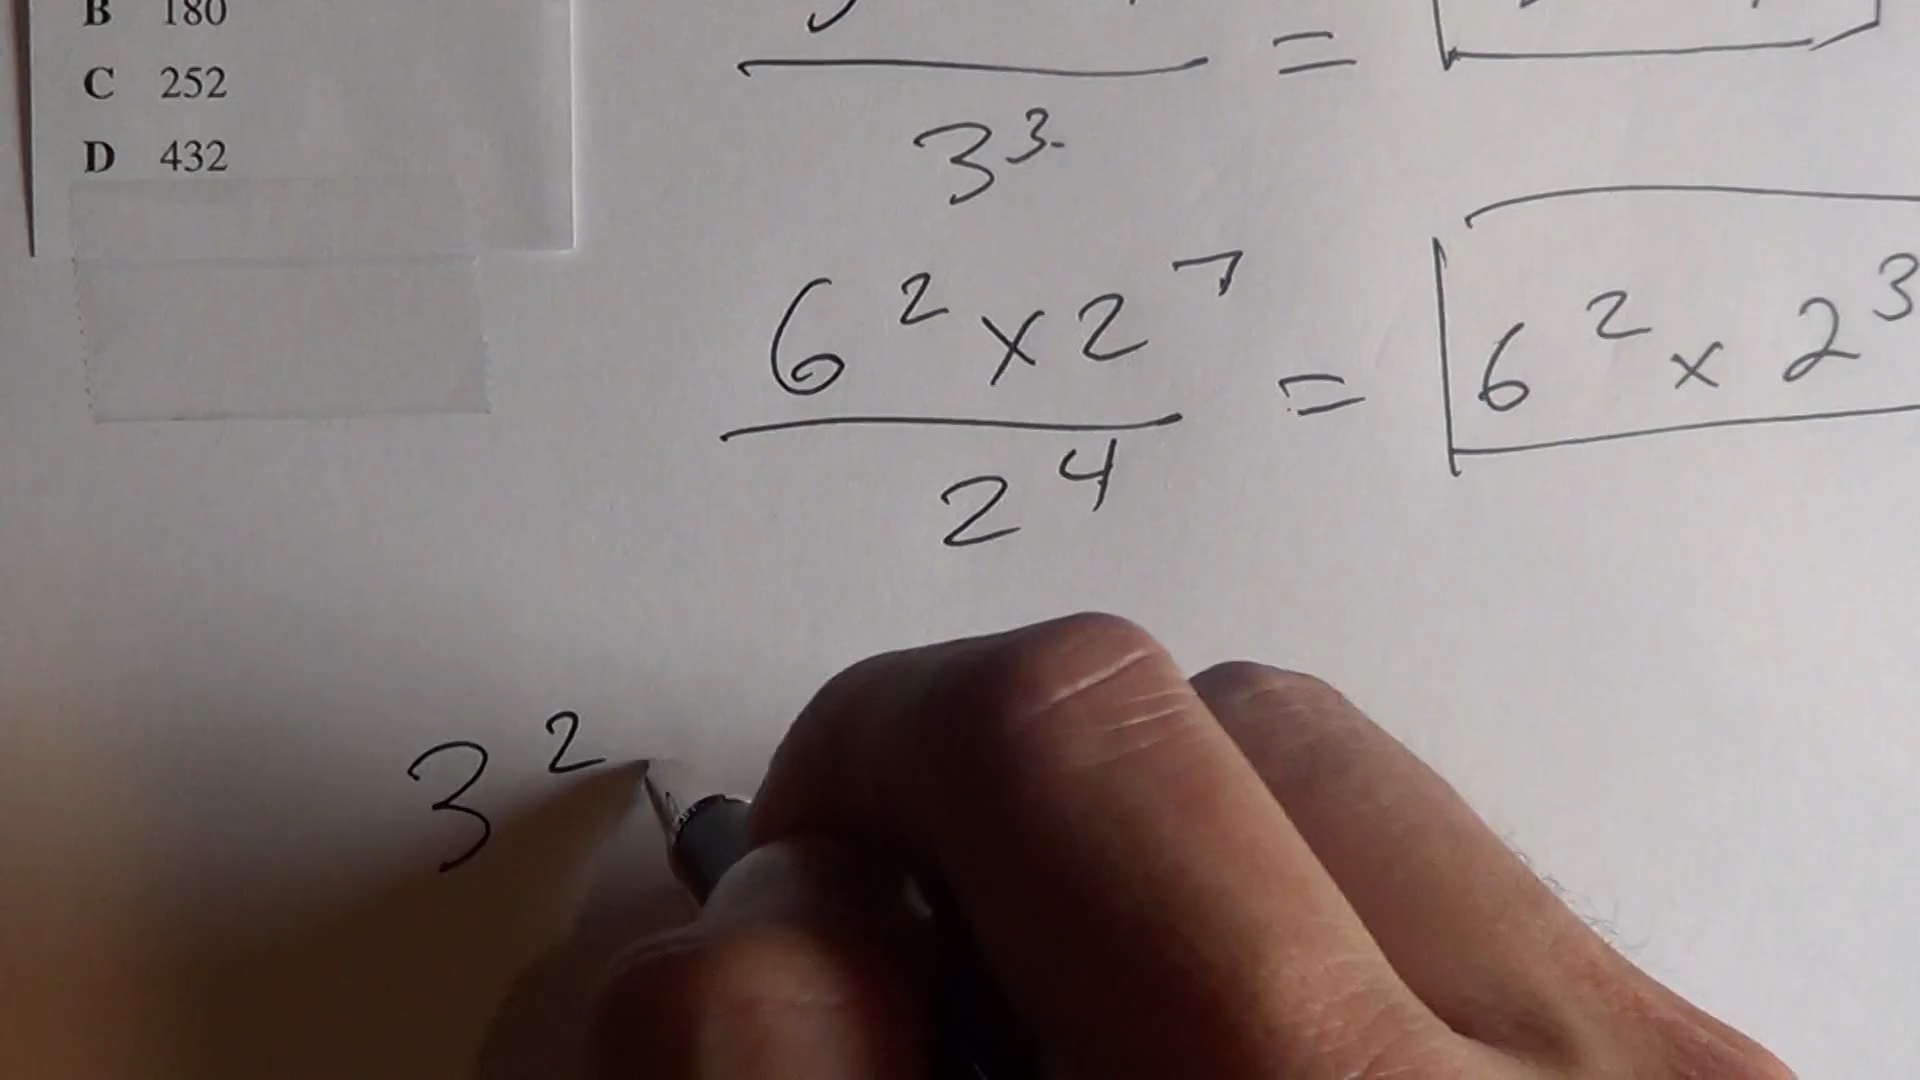 B 180
C 252
D 432
=
3³
6² × 2⁷ = 6² × 2³
2⁴
3²